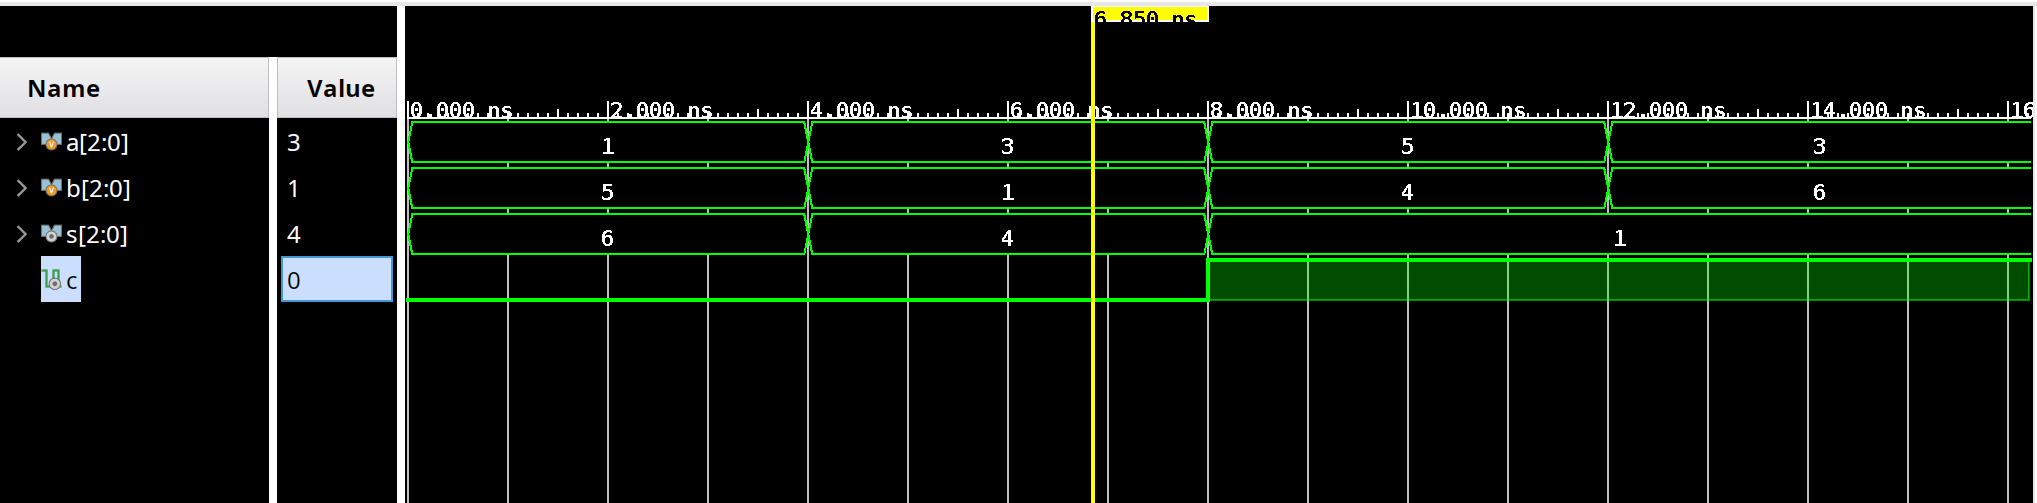 6.850 ns
Name Value
0.000 ns 2.000 ns 4.000 ns 6.000 ns 8.000 ns 10.000 ns 12.000 ns 14.000 ns 16
a[2:0] 3 1 3 5 3
b[2:0] 1 5 1 4 6
s[2:0] 4 6 4 1
c 0